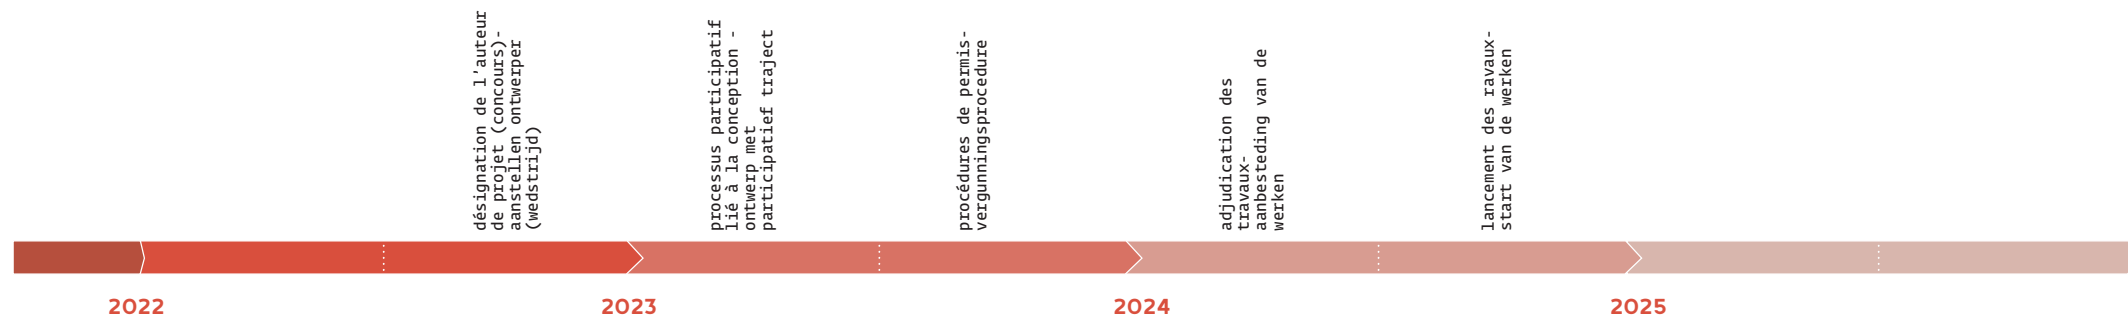 désignation de l'auteur
de projet (concours)-
aanstellen ontwerper
(wedstrijd)
processus participatif
lié à la conception -
ontwerp met
participatief traject
procédures de permis-
vergunningsprocedure
adjudication des
travaux-
aanbesteding van de
werken
lancement des ravaux-
start van de werken
2022
2023
2024
2025